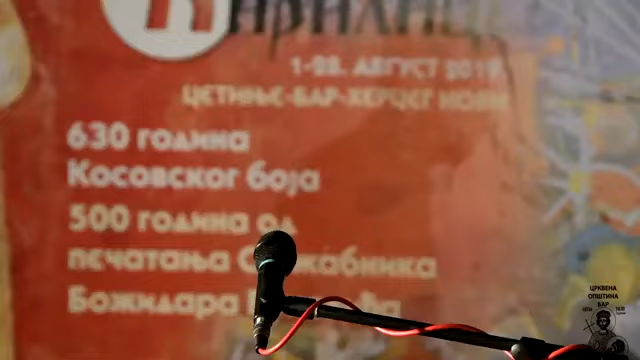 1-28. АВГУСТ 2019
ЦЕТИЊЕ-БАР-ХЕРЦЕГ НОВИ
630 година
Косовског боја
500 година од
печатања
Божидара
ЦРКВЕНА
ОПШТИНА
БАР